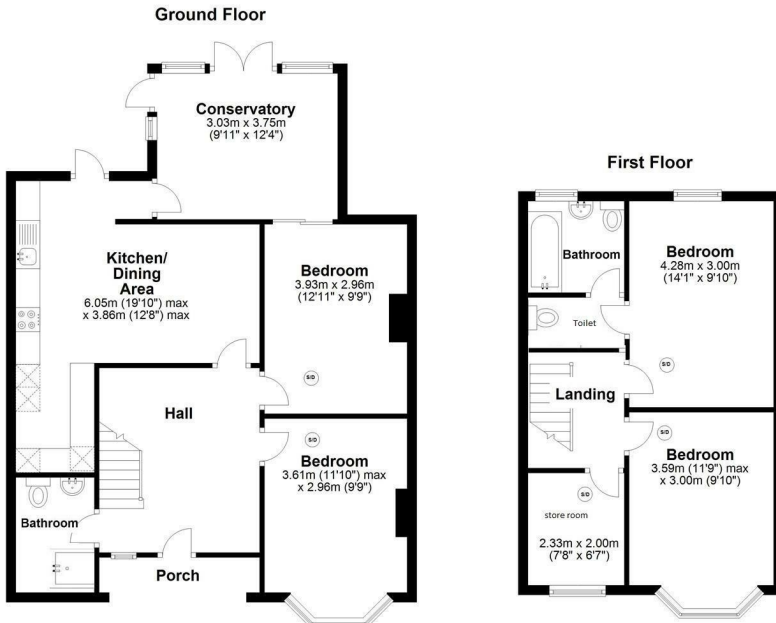 Ground Floor
Conservatory
3.03m x 3.75m
(9'11" x 12'4")
Kitchen/
Dining
Area
6.05m (19'10") max
x 3.86m (12'8") max
Bedroom
3.93m x 2.96m
(12'11" x 9'9")
S/D
Hall
S/D
Bedroom
3.61m (11'10") max
x 2.96m (9'9")
Bathroom
Porch
First Floor
Bathroom
Bedroom
4.28m x 3.00m
(14'1" x 9'10")
Toilet
S/D
Landing
S/D
Bedroom
3.59m (11'9") max
x 3.00m (9'10")
S/D
store room
2.33m x 2.00m
(7'8" x 6'7")